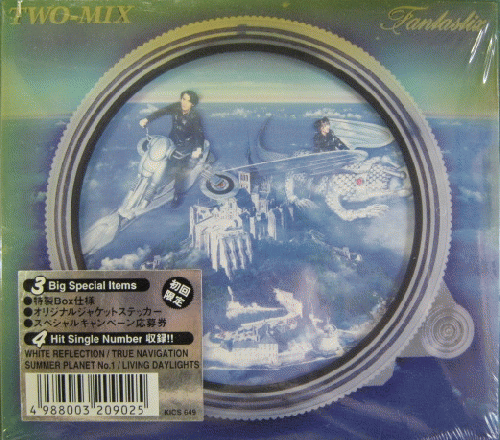 TWO-MIX
Fantastix
3 Big Special Items
●特製Box仕様
●オリジナルジャケットステッカー
●スペシャルキャンペーン応募券
初回
限定
4 Hit Single Number 収録!!
WHITE REFLECTION / TRUE NAVIGATION
SUMMER PLANET No.1 / LIVING DAYLIGHTS
4 988003 209025
KICS 649